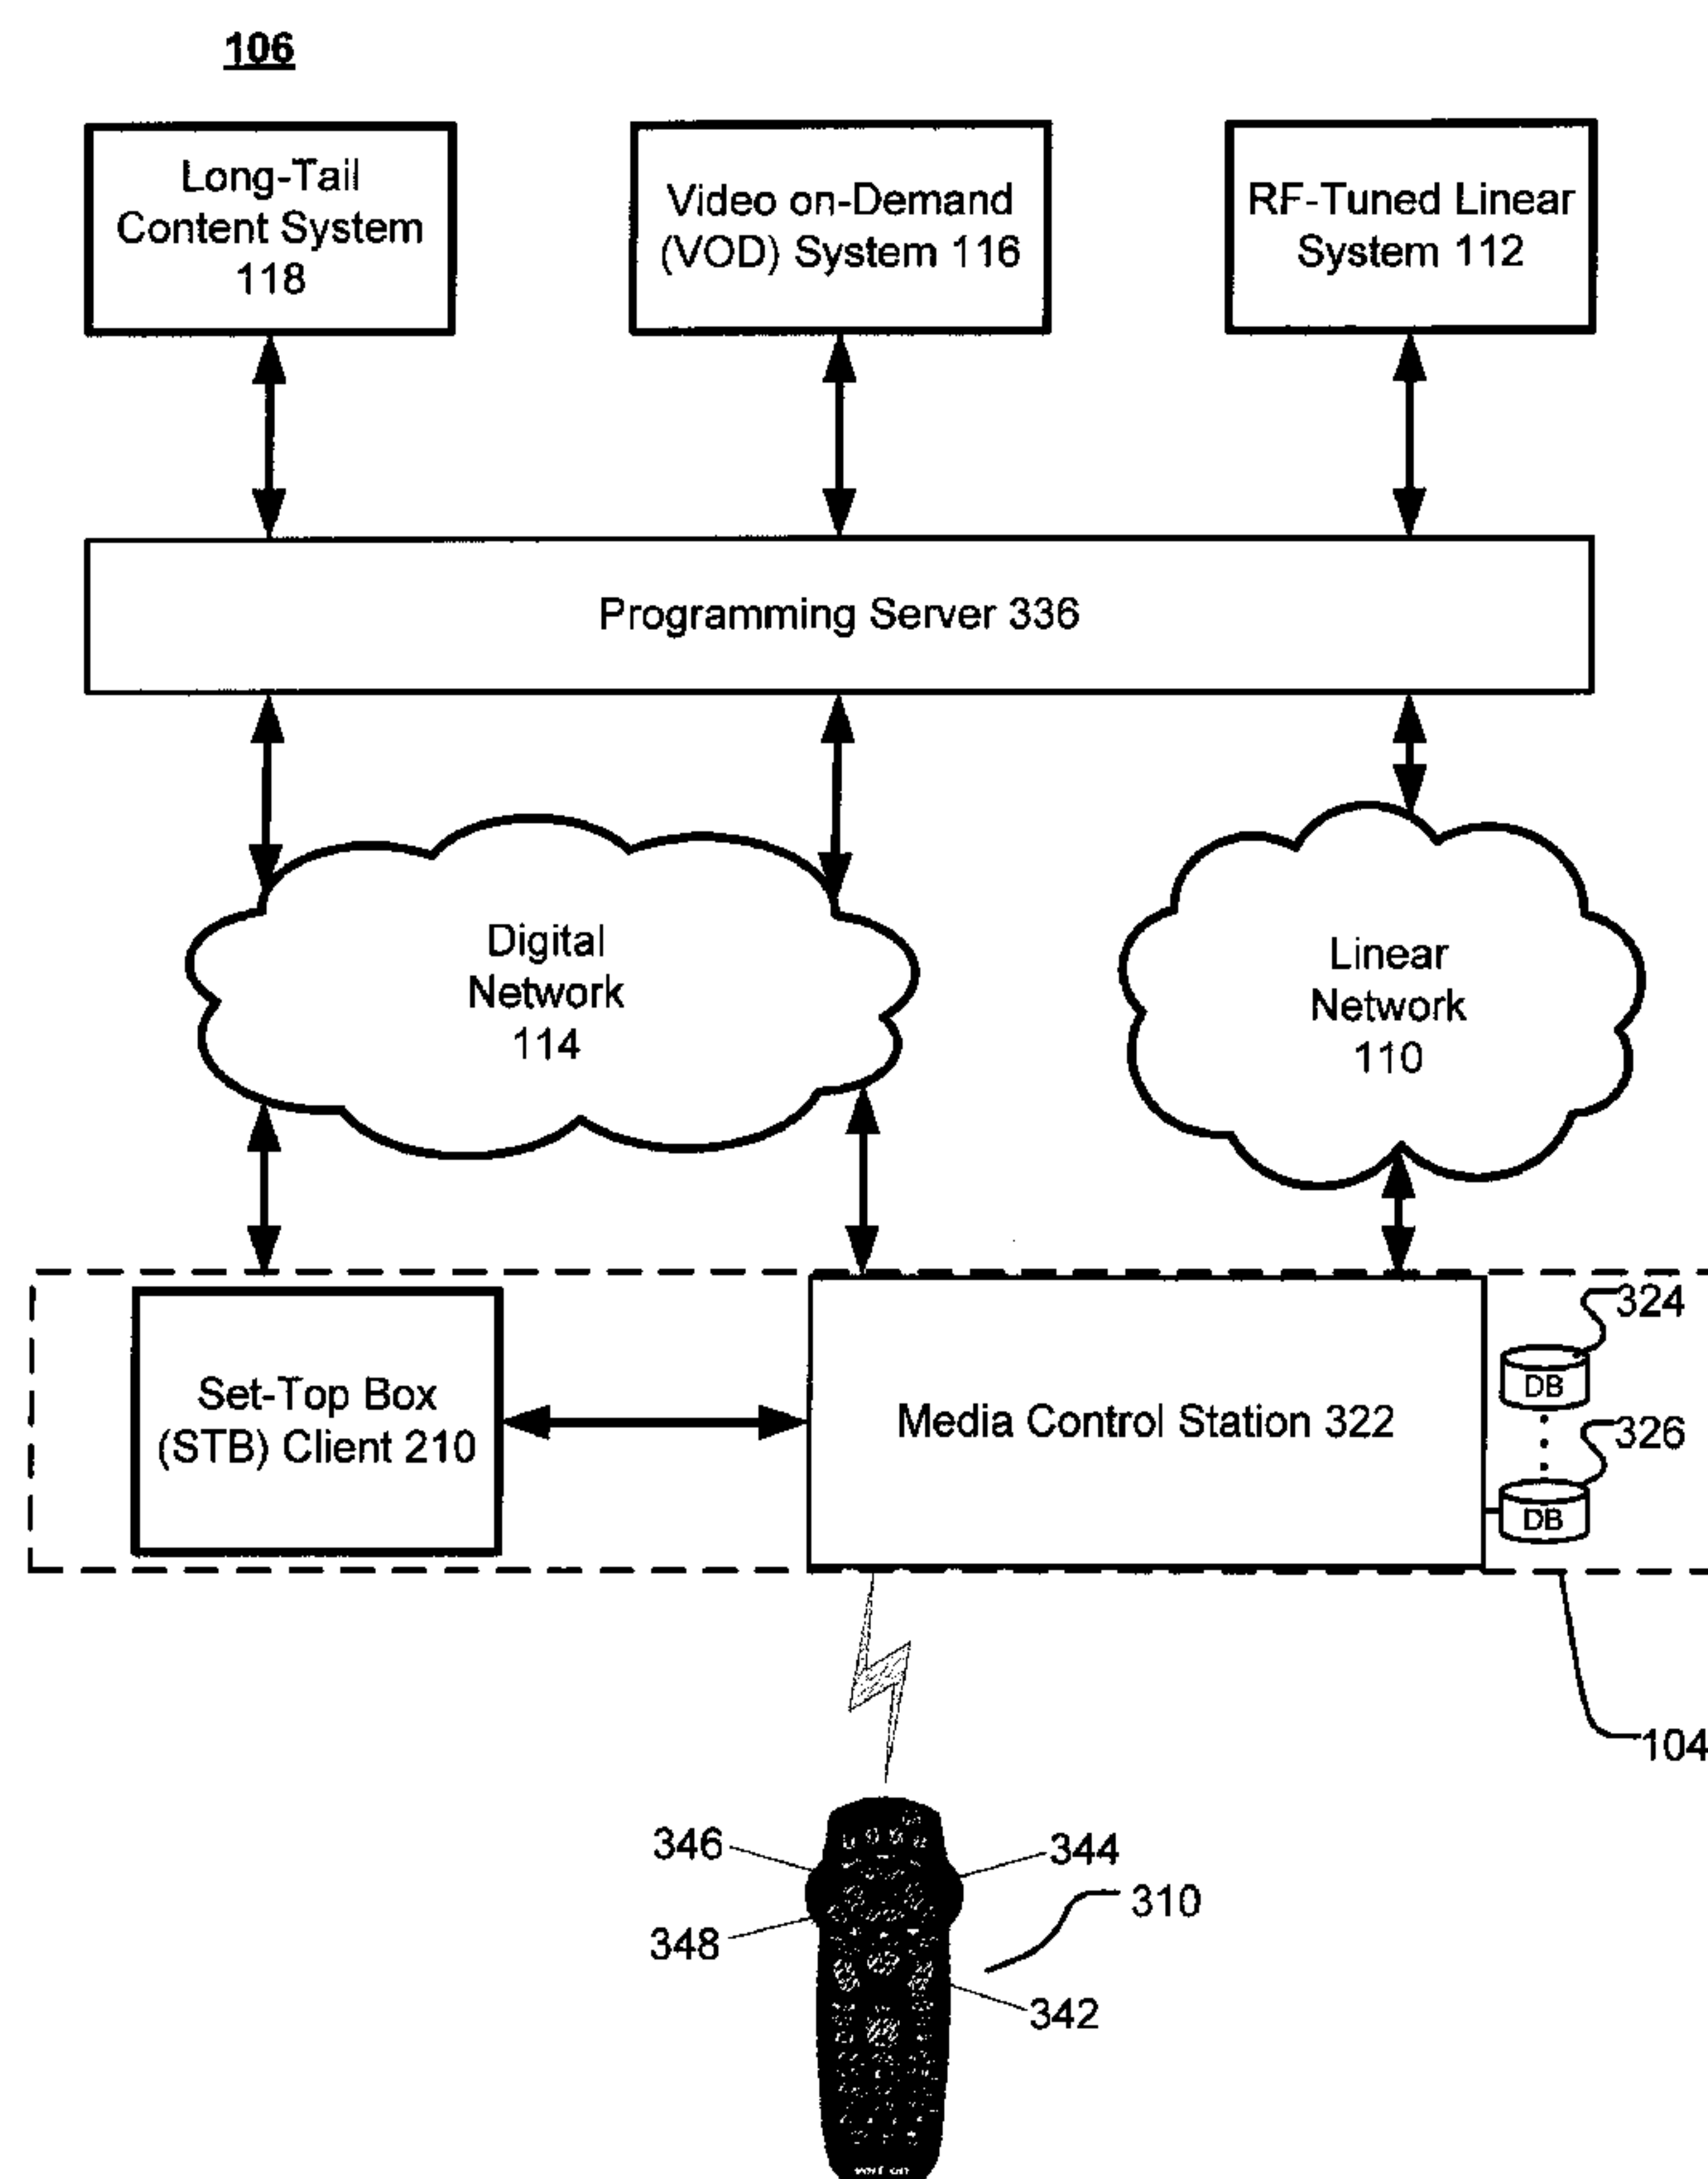 106
Long-Tail
Content System
118
Video on-Demand
(VOD) System 116
RF-Tuned Linear
System 112
Programming Server 336
Digital
Network
114
Linear
Network
110
324
DB
Set-Top Box
(STB) Client 210
Media Control Station 322
326
DB
104
346
344
310
348
342